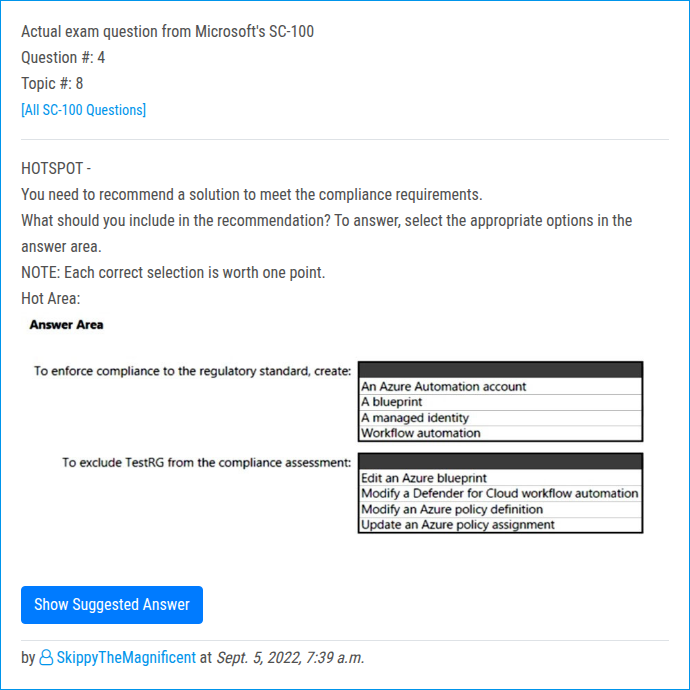 Actual exam question from Microsoft's SC-100
Question #: 4
Topic #: 8
[All SC-100 Questions]
HOTSPOT -
You need to recommend a solution to meet the compliance requirements.
What should you include in the recommendation? To answer, select the appropriate options in the
answer area.
NOTE: Each correct selection is worth one point.
Hot Area:
Answer Area
To enforce compliance to the regulatory standard, create:
An Azure Automation account
A blueprint
A managed identity
Workflow automation
To exclude TestRG from the compliance assessment:
Edit an Azure blueprint
Modify a Defender for Cloud workflow automation
Modify an Azure policy definition
Update an Azure policy assignment
Show Suggested Answer
by SkippyTheMagnificent at Sept. 5, 2022, 7:39 a.m.